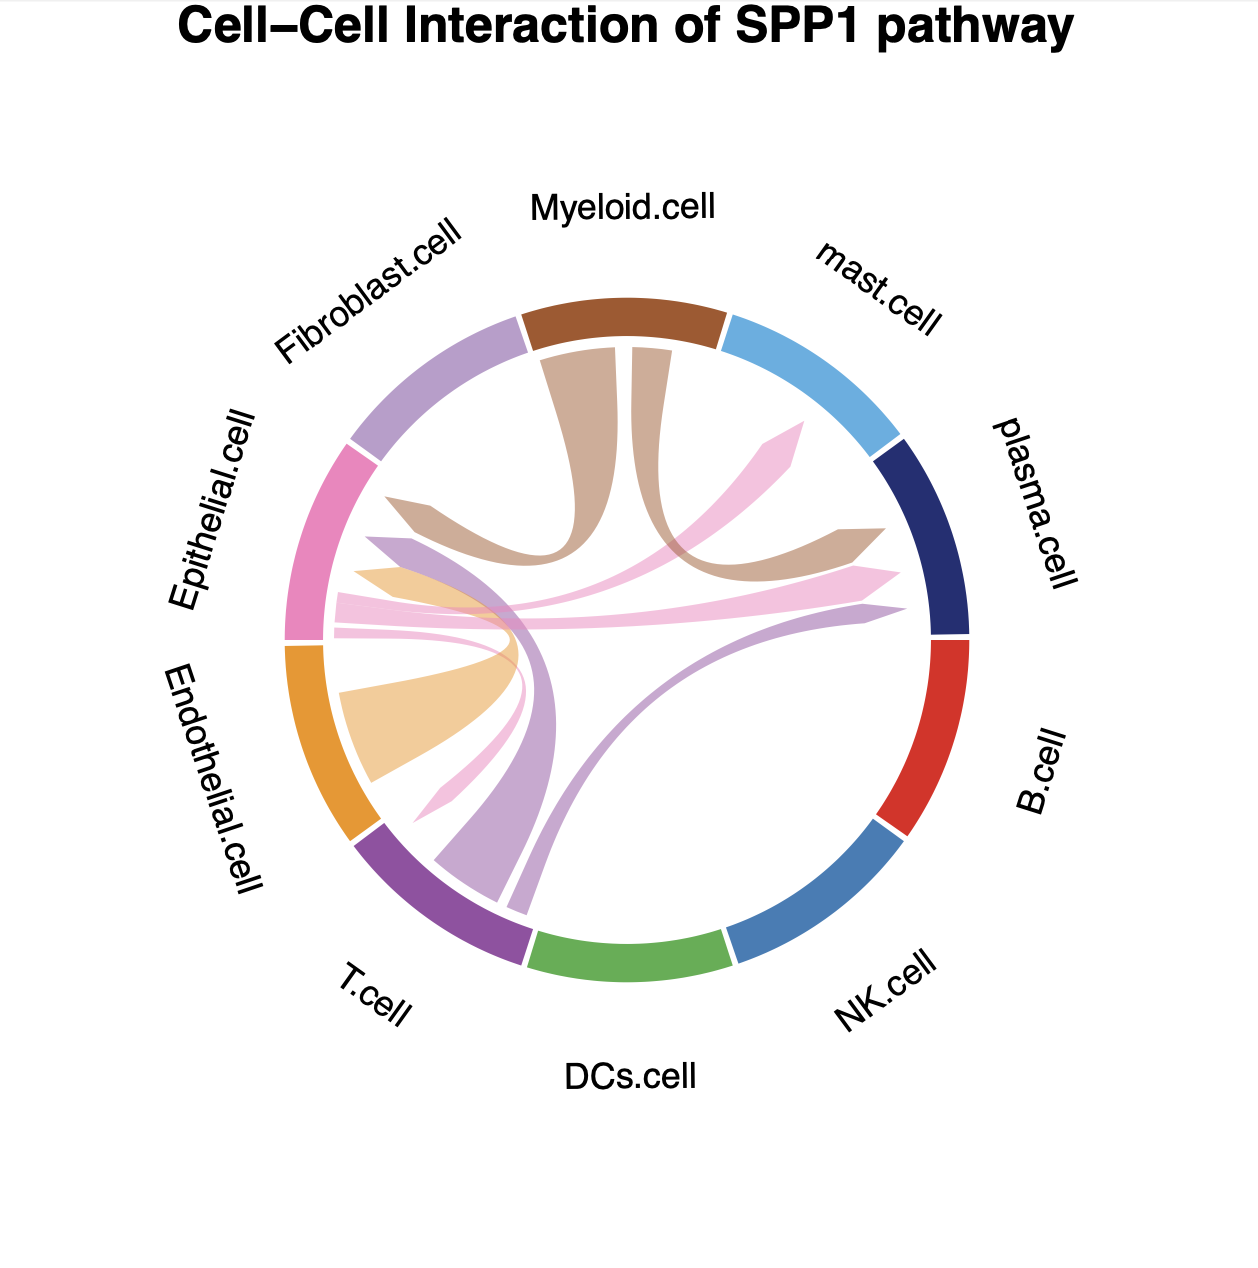 Cell–Cell Interaction of SPP1 pathway
Myeloid.cell
mast.cell
plasma.cell
B.cell
NK.cell
DCs.cell
T.cell
Endothelial.cell
Epithelial.cell
Fibroblast.cell